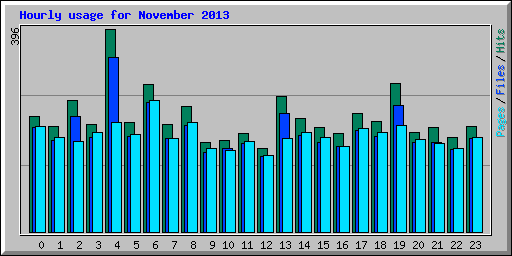 Hourly usage for November 2013
396
Pages / Files / Hits
0 1 2 3 4 5 6 7 8 9 10 11 12 13 14 15 16 17 18 19 20 21 22 23